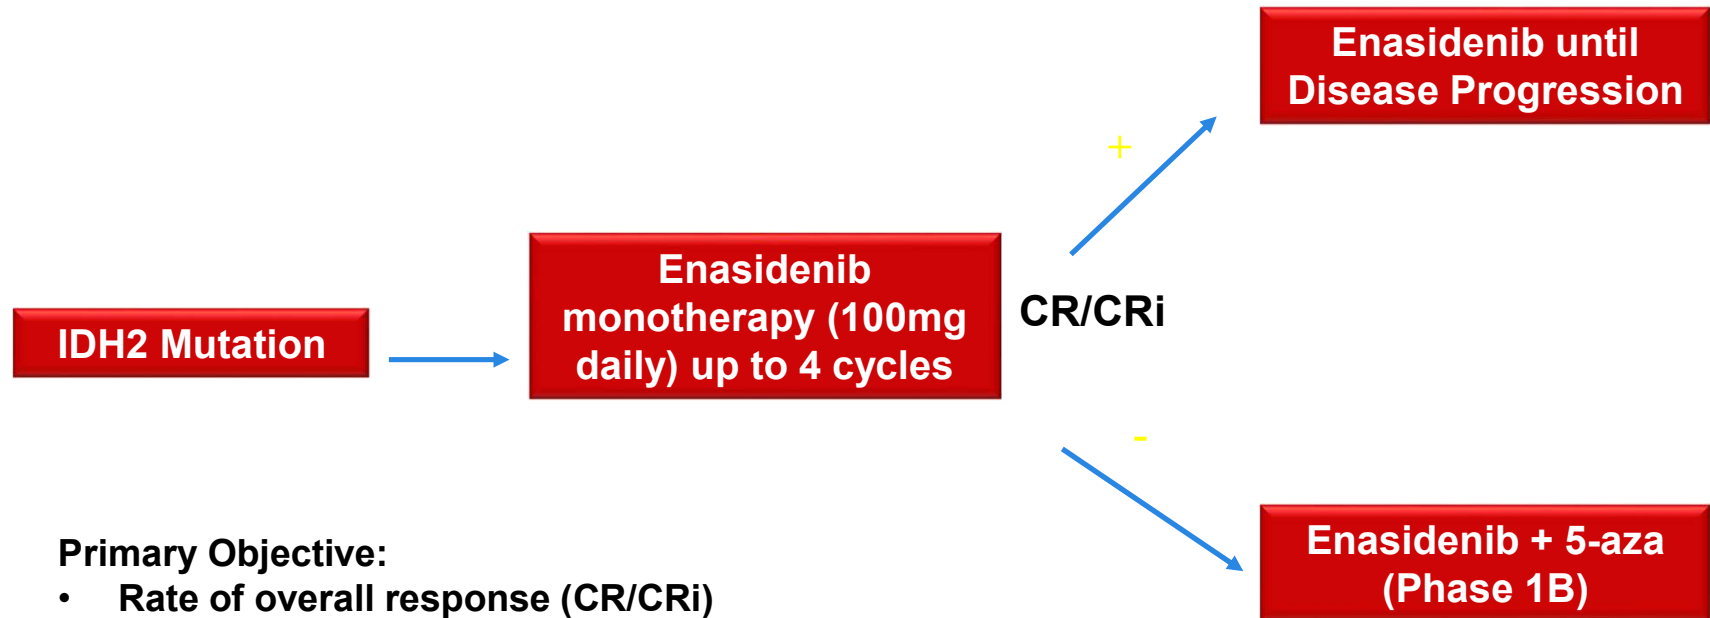 IDH2 Mutation
Enasidenib
monotherapy (100mg
daily) up to 4 cycles
CR/CRi
+
Enasidenib until
Disease Progression
-
Enasidenib + 5-aza
(Phase 1B)
Primary Objective:
• Rate of overall response (CR/CRi)